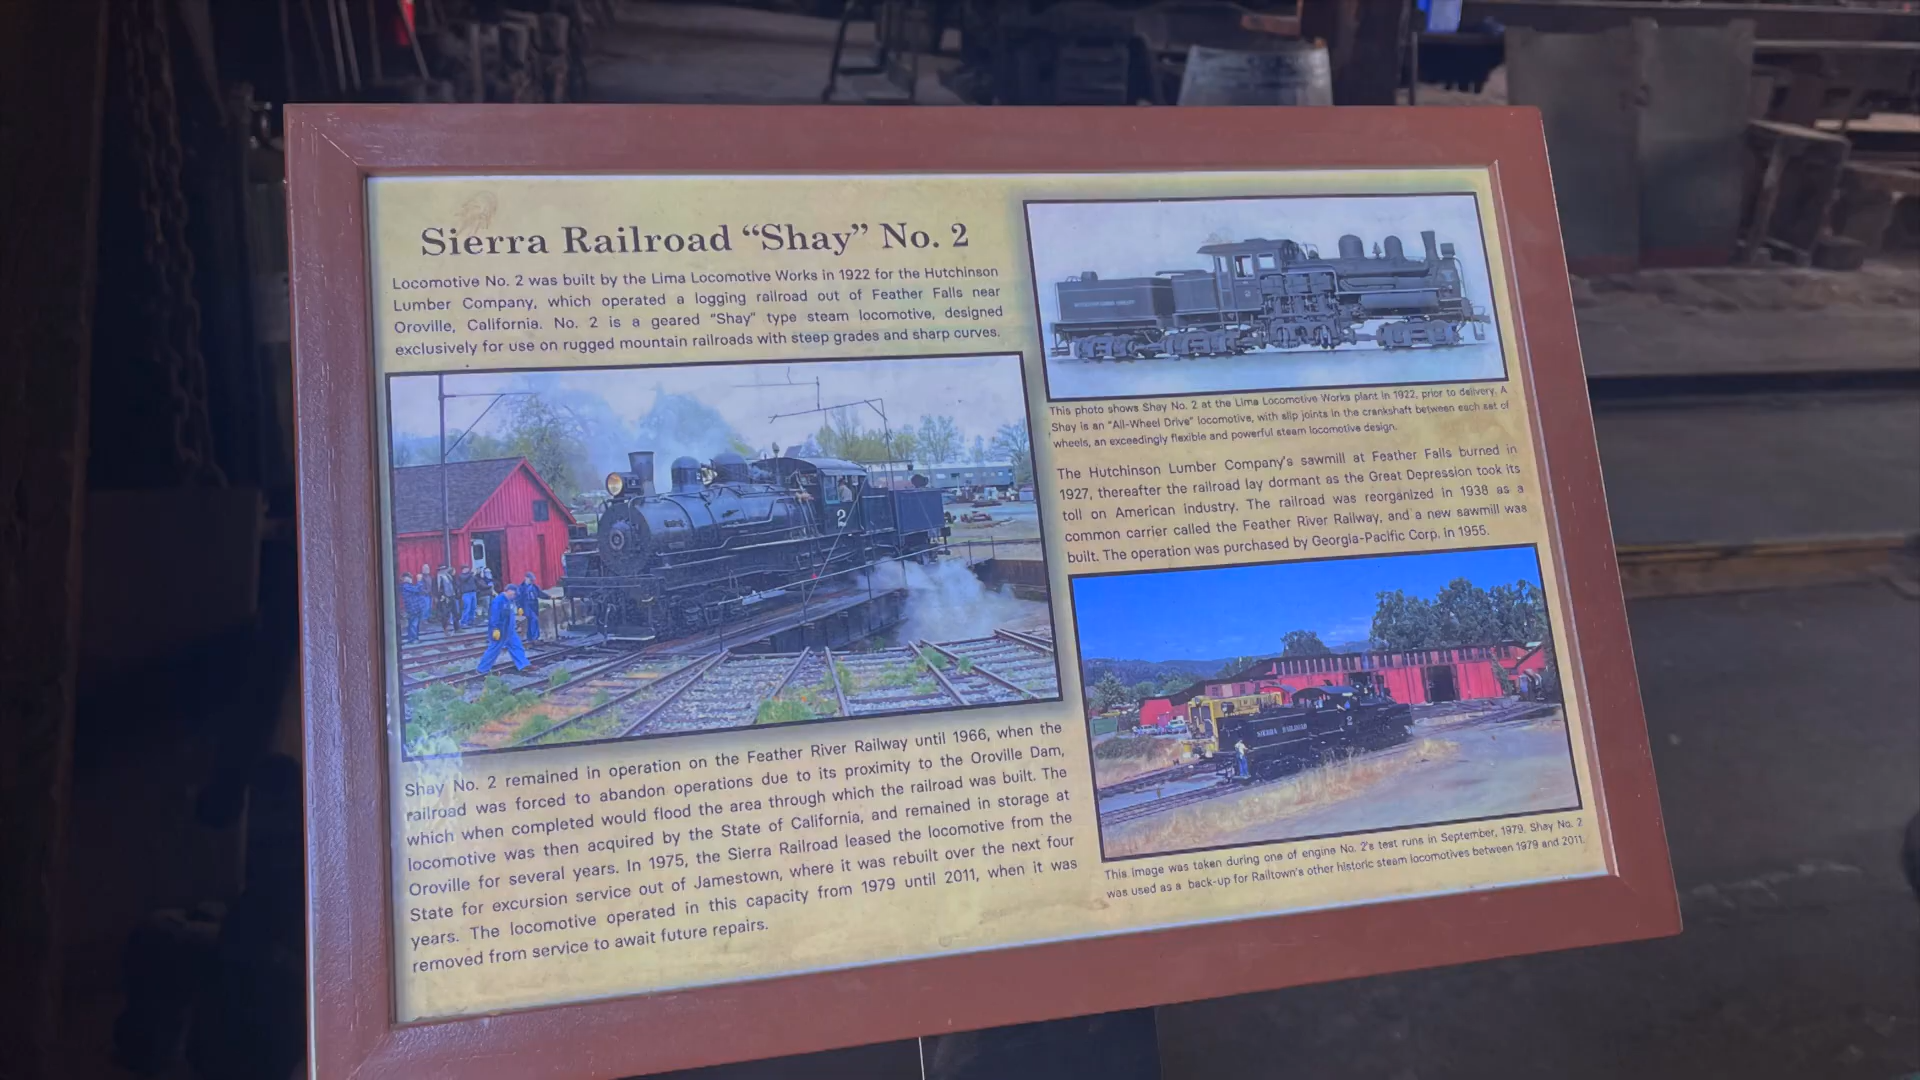 Sierra Railroad “Shay” No. 2
Locomotive No. 2 was built by the Lima Locomotive Works in 1922 for the Hutchinson
Lumber Company, which operated a logging railroad out of Feather Falls near
Oroville, California. No. 2 is a geared “Shay” type steam locomotive, designed
exclusively for use on rugged mountain railroads with steep grades and sharp curves.
2
Shay No. 2 remained in operation on the Feather River Railway until 1966, when the
railroad was forced to abandon operations due to its proximity to the Oroville Dam,
which when completed would flood the area through which the railroad was built. The
locomotive was then acquired by the State of California, and remained in storage at
Oroville for several years. In 1975, the Sierra Railroad leased the locomotive from the
State for excursion service out of Jamestown, where it was rebuilt over the next four
years. The locomotive operated in this capacity from 1979 until 2011, when it was
removed from service to await future repairs.
This photo shows Shay No. 2 at the Lima Locomotive Works plant in 1922, prior to delivery. A
Shay is an “All-Wheel Drive” locomotive, with slip joints in the crankshaft between each set of
wheels, an exceedingly flexible and powerful steam locomotive design.
The Hutchinson Lumber Company’s sawmill at Feather Falls burned in
1927, thereafter the railroad lay dormant as the Great Depression took its
toll on American industry. The railroad was reorganized in 1938 as a
common carrier called the Feather River Railway, and a new sawmill was
built. The operation was purchased by Georgia-Pacific Corp. in 1955.
SIERRA RAILROAD
2
This image was taken during one of engine No. 2’s test runs in September, 1979. Shay No. 2
was used as a back-up for Railtown’s other historic steam locomotives between 1979 and 2011.